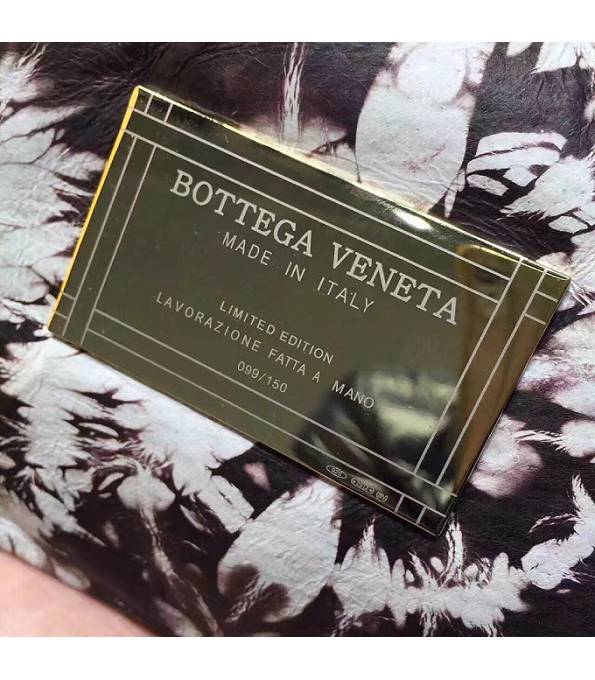 BOTTEGA VENETA
MADE IN ITALY
LIMITED EDITION
LAVORAZIONE FATTA A MANO
099/150